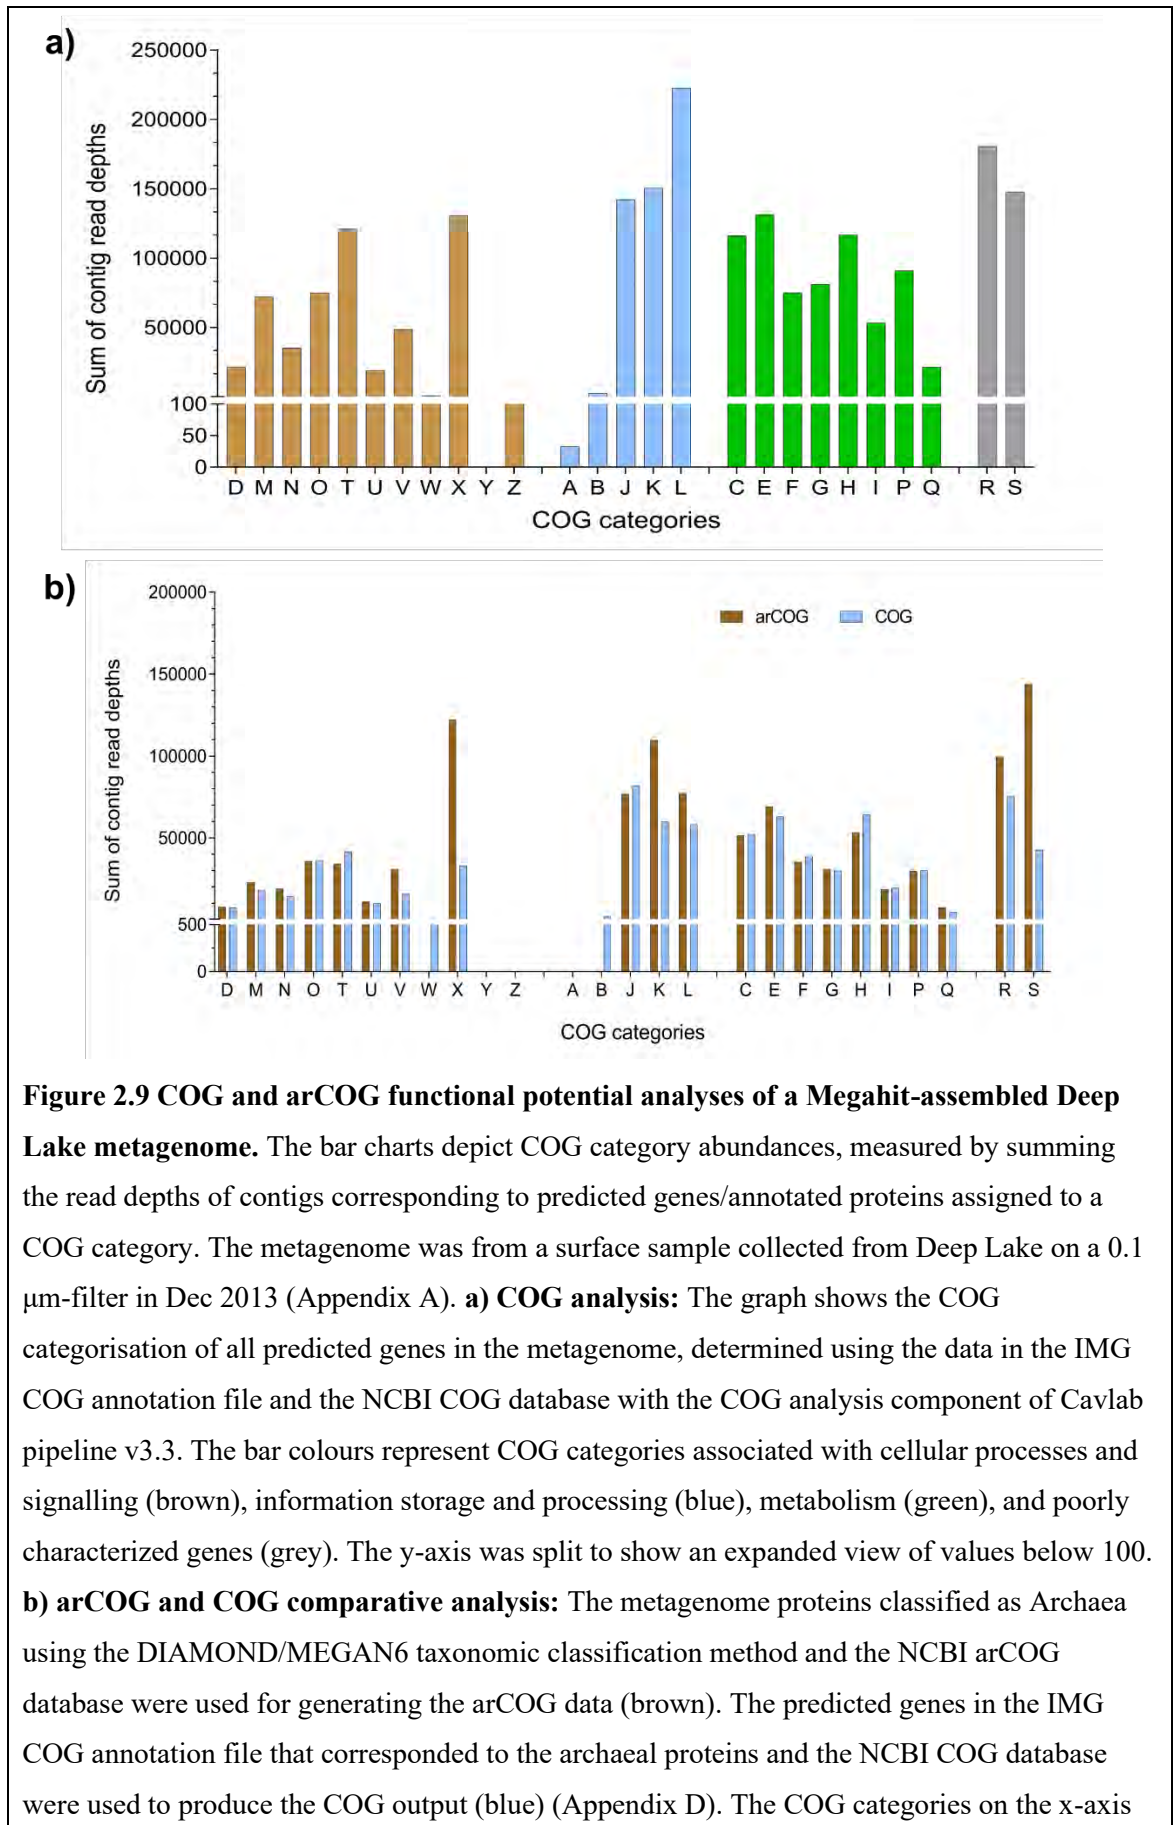 a)
250000
200000
150000
100000
50000
100
50
0
Sum of contig read depths
D M N O T U V W X Y Z A B J K L C E F G H I P Q R S
COG categories
b)
200000
150000
100000
50000
500
0
Sum of contig read depths
arCOG COG
D M N O T U V W X Y Z A B J K L C E F G H I P Q R S
COG categories
Figure 2.9 COG and arCOG functional potential analyses of a Megahit-assembled Deep
Lake metagenome. The bar charts depict COG category abundances, measured by summing
the read depths of contigs corresponding to predicted genes/annotated proteins assigned to a
COG category. The metagenome was from a surface sample collected from Deep Lake on a 0.1
μm-filter in Dec 2013 (Appendix A). a) COG analysis: The graph shows the COG
categorisation of all predicted genes in the metagenome, determined using the data in the IMG
COG annotation file and the NCBI COG database with the COG analysis component of Cavlab
pipeline v3.3. The bar colours represent COG categories associated with cellular processes and
signalling (brown), information storage and processing (blue), metabolism (green), and poorly
characterized genes (grey). The y-axis was split to show an expanded view of values below 100.
b) arCOG and COG comparative analysis: The metagenome proteins classified as Archaea
using the DIAMOND/MEGAN6 taxonomic classification method and the NCBI arCOG
database were used for generating the arCOG data (brown). The predicted genes in the IMG
COG annotation file that corresponded to the archaeal proteins and the NCBI COG database
were used to produce the COG output (blue) (Appendix D). The COG categories on the x-axis